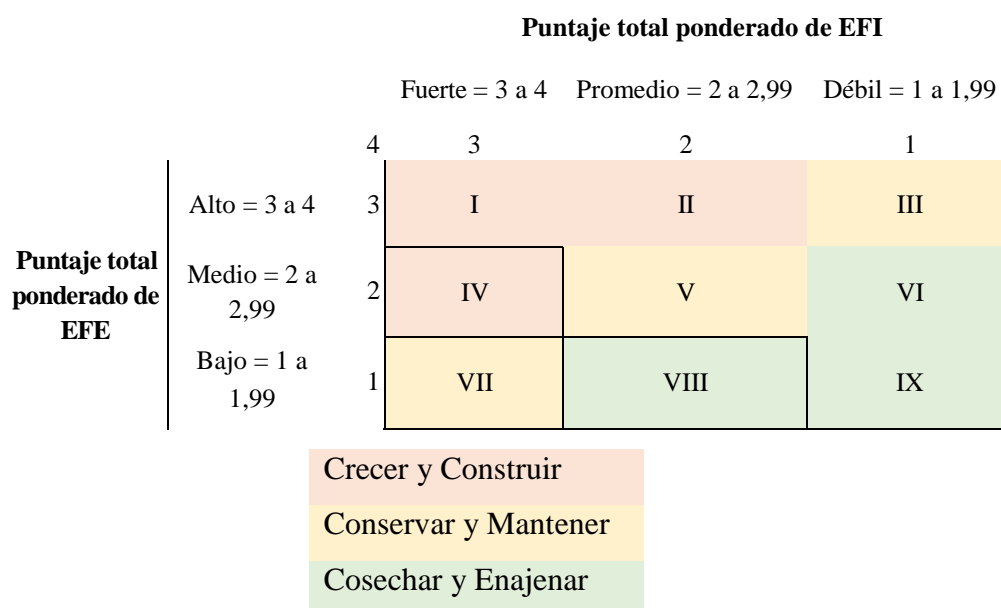 Puntaje total ponderado de EFI
Fuerte = 3 a 4 Promedio = 2 a 2,99 Débil = 1 a 1,99
4 3 2 1
Alto = 3 a 4 3 I II III
Puntaje total
ponderado de
EFE
Medio = 2 a
2,99
2 IV V VI
Bajo = 1 a
1,99
1 VII VIII IX
Crecer y Construir
Conservar y Mantener
Cosechar y Enajenar